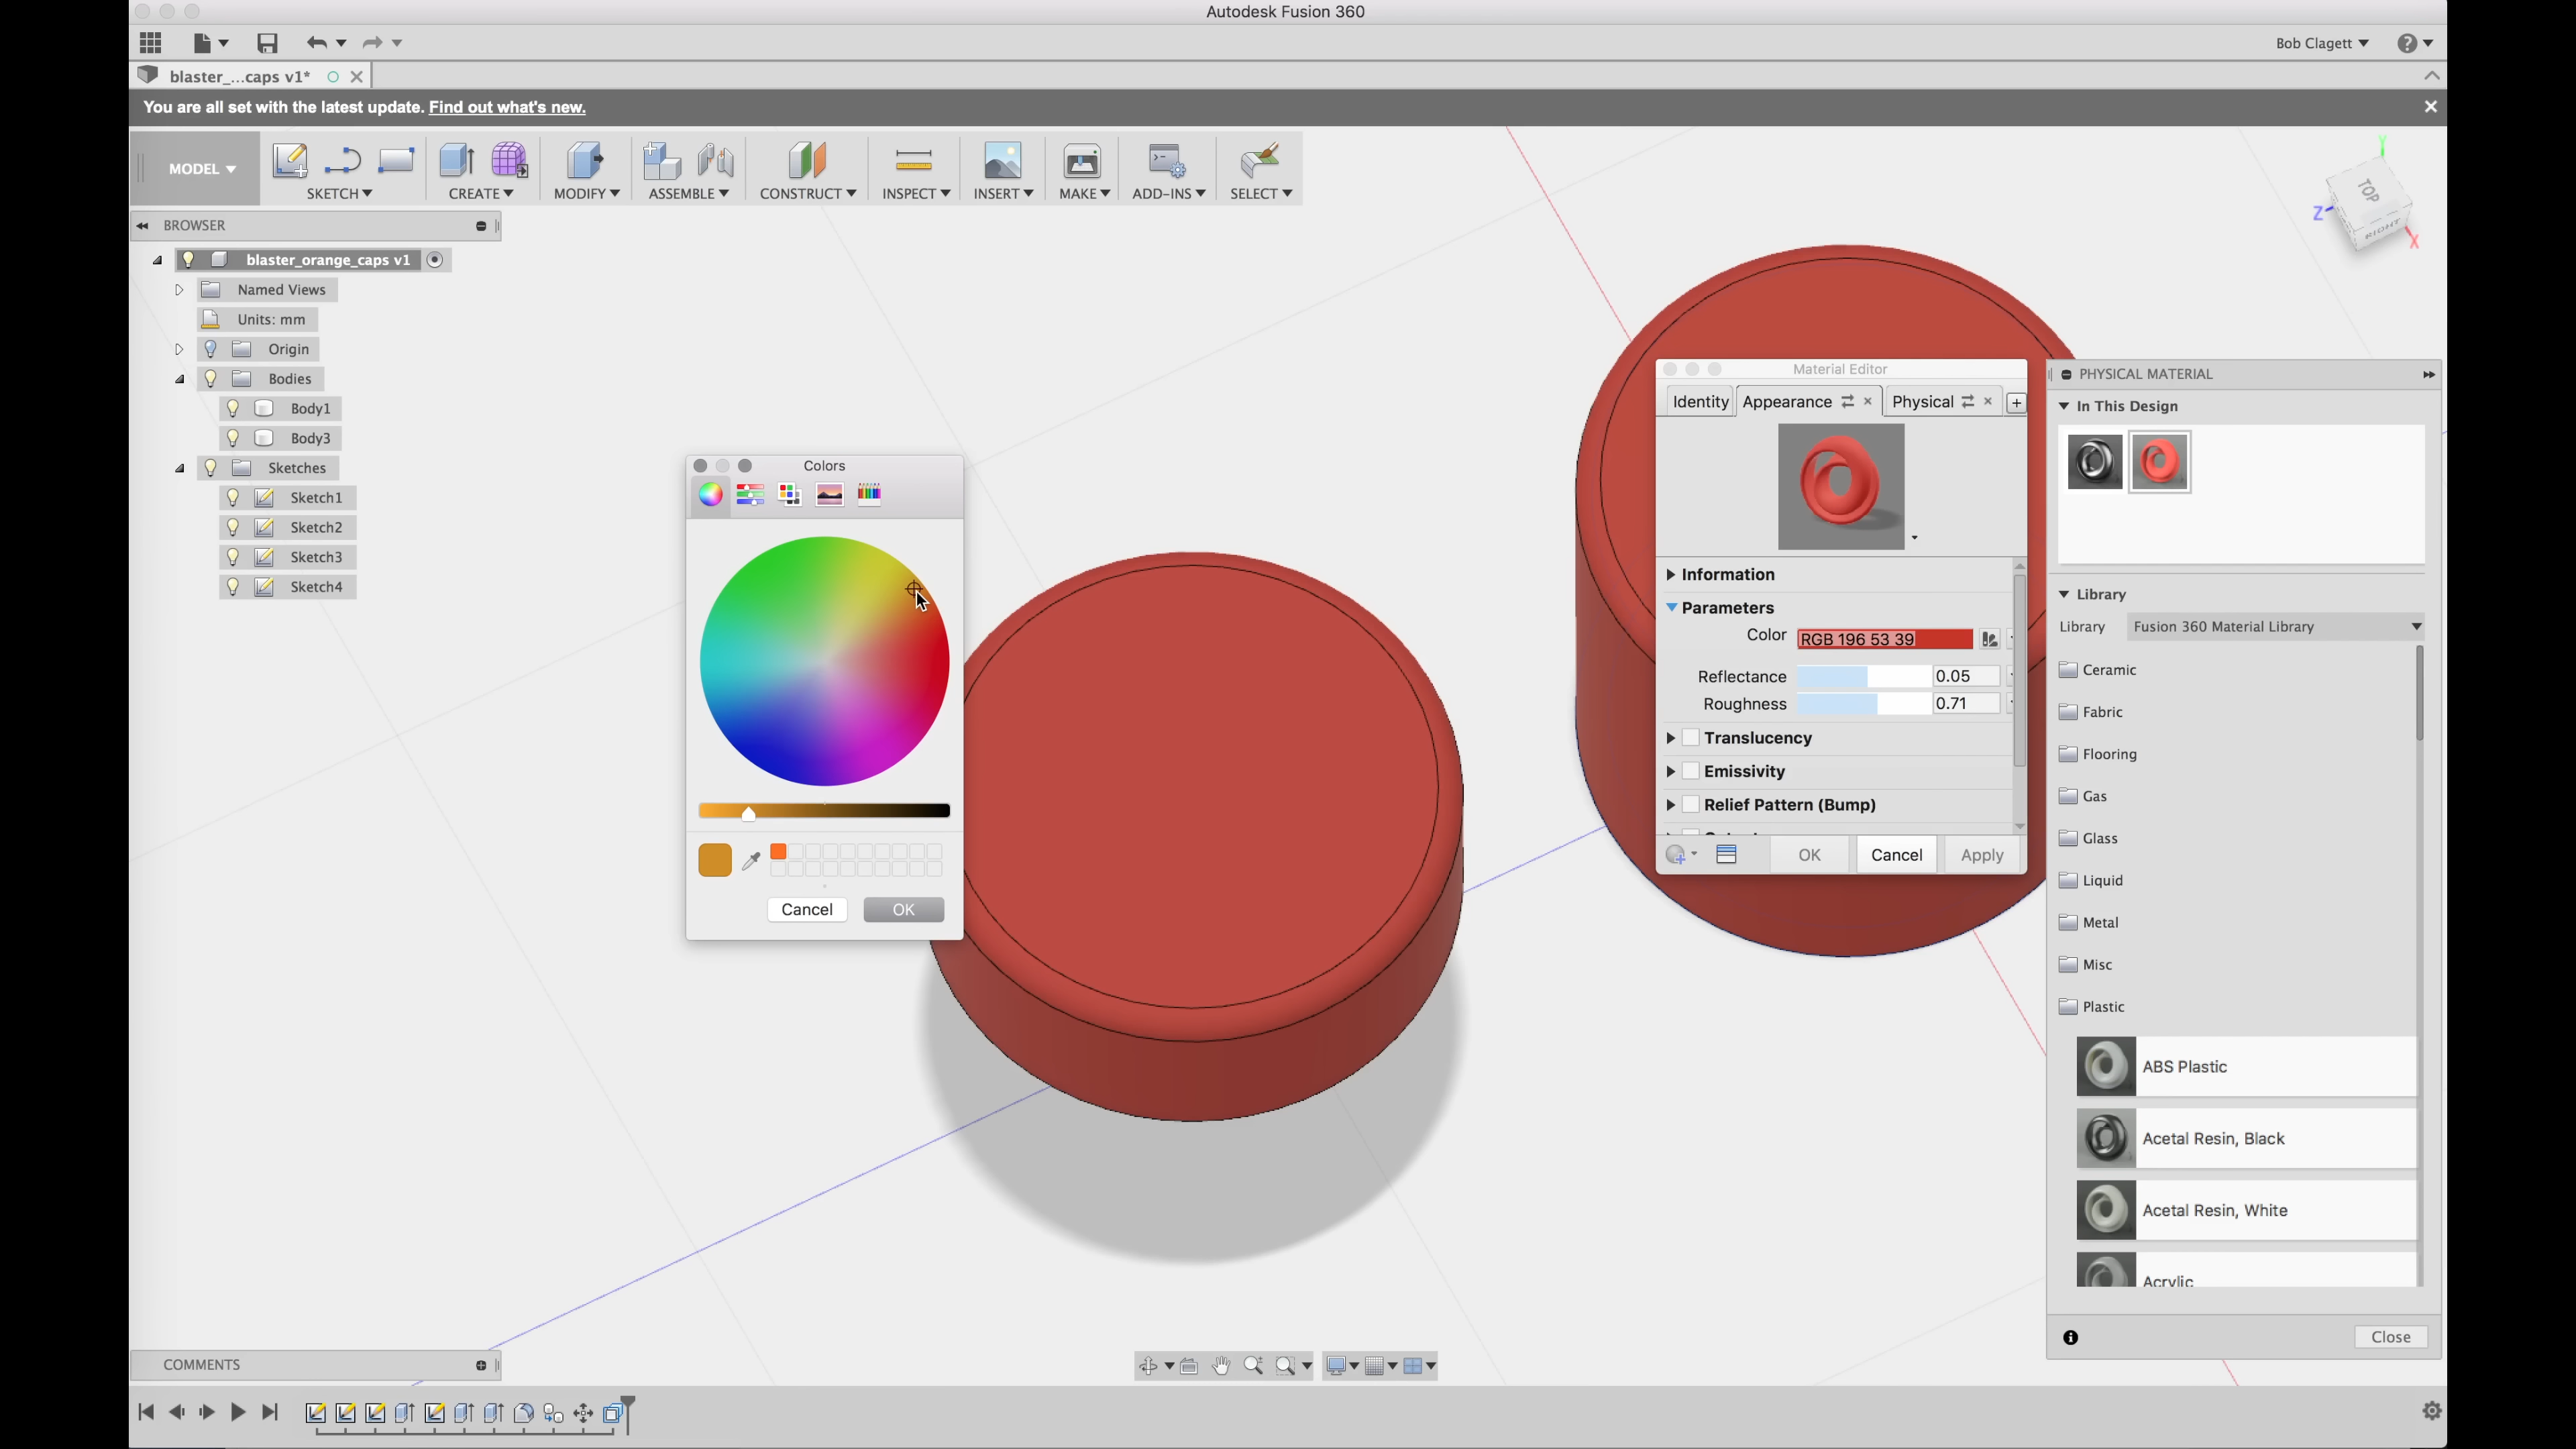 Autodesk Fusion 360
Bob Clagett
blaster_...caps v1*
You are all set with the latest update. Find out what's new.
MODEL
SKETCH
CREATE
MODIFY
ASSEMBLE
CONSTRUCT
INSPECT
INSERT
MAKE
ADD-INS
SELECT
TOP
RIGHT
Y
Z
X
BROWSER
blaster_orange_caps v1
Named Views
Units: mm
Origin
Bodies
Body1
Body3
Sketches
Sketch1
Sketch2
Sketch3
Sketch4
Colors
Cancel
OK
Material Editor
Identity
Appearance
Physical
Information
Parameters
Color RGB 196 53 39
Reflectance 0.05
Roughness 0.71
Translucency
Emissivity
Relief Pattern (Bump)
OK
Cancel
Apply
PHYSICAL MATERIAL
In This Design
Library
Library Fusion 360 Material Library
Ceramic
Fabric
Flooring
Gas
Glass
Liquid
Metal
Misc
Plastic
ABS Plastic
Acetal Resin, Black
Acetal Resin, White
Acrylic
Close
COMMENTS